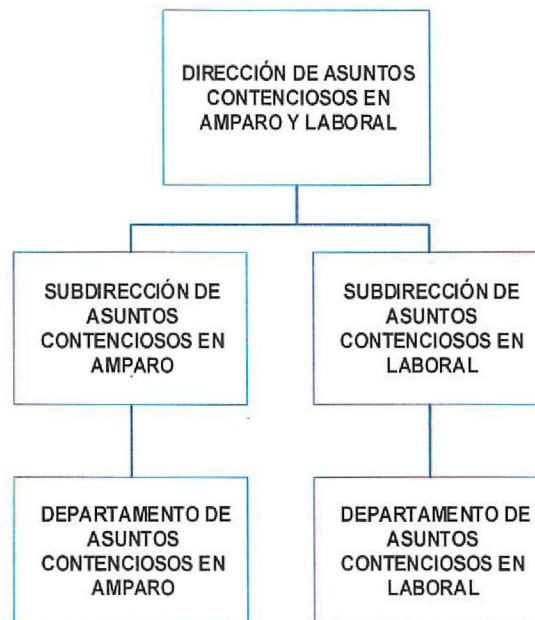 DIRECCIÓN DE ASUNTOS
CONTENCIOSOS EN
AMPARO Y LABORAL
SUBDIRECCIÓN DE
ASUNTOS
CONTENCIOSOS EN
AMPARO
SUBDIRECCIÓN DE
ASUNTOS
CONTENCIOSOS EN
LABORAL
DEPARTAMENTO DE
ASUNTOS
CONTENCIOSOS EN
AMPARO
DEPARTAMENTO DE
ASUNTOS
CONTENCIOSOS EN
LABORAL